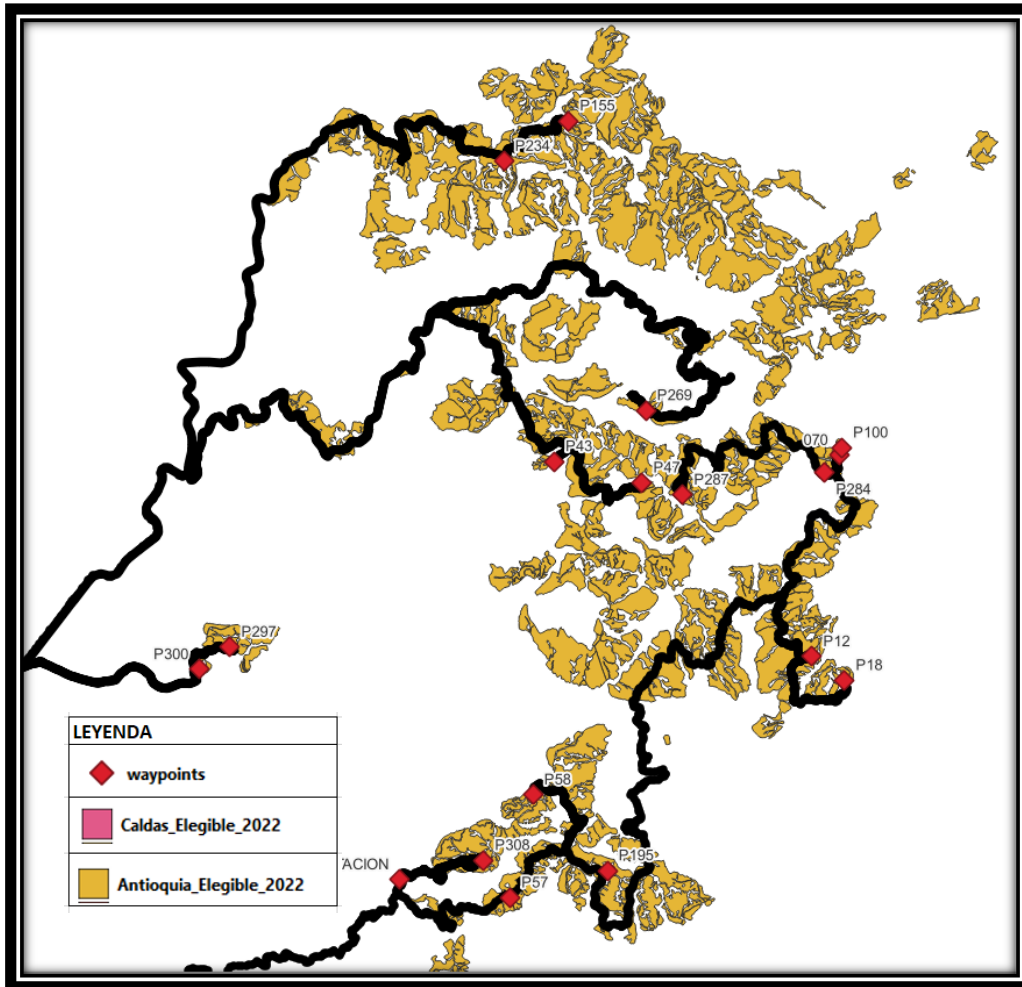 P155
P234
P269
P43
P47
P287
070
P100
P284
P12
P18
P297
P300
LEYENDA
waypoints
Caldas_Elegible_2022
Antioquia_Elegible_2022
P58
P308
TACION
P195
P57